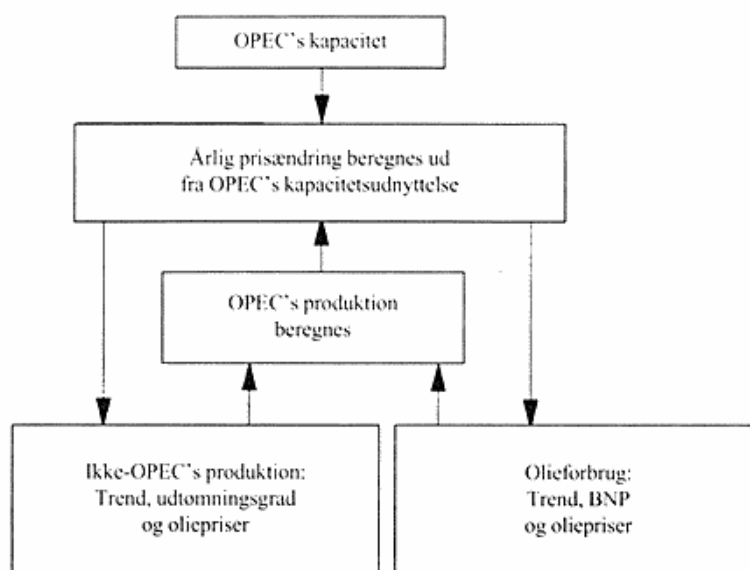 OPEC's kapacitet
Årlig prisændring beregnes ud
fra OPEC's kapacitetsudnyttelse
OPEC's produktion
beregnes
Ikke-OPEC's produktion:
Trend, udtømningsgrad
og oliepriser
Olieforbrug:
Trend, BNP
og oliepriser